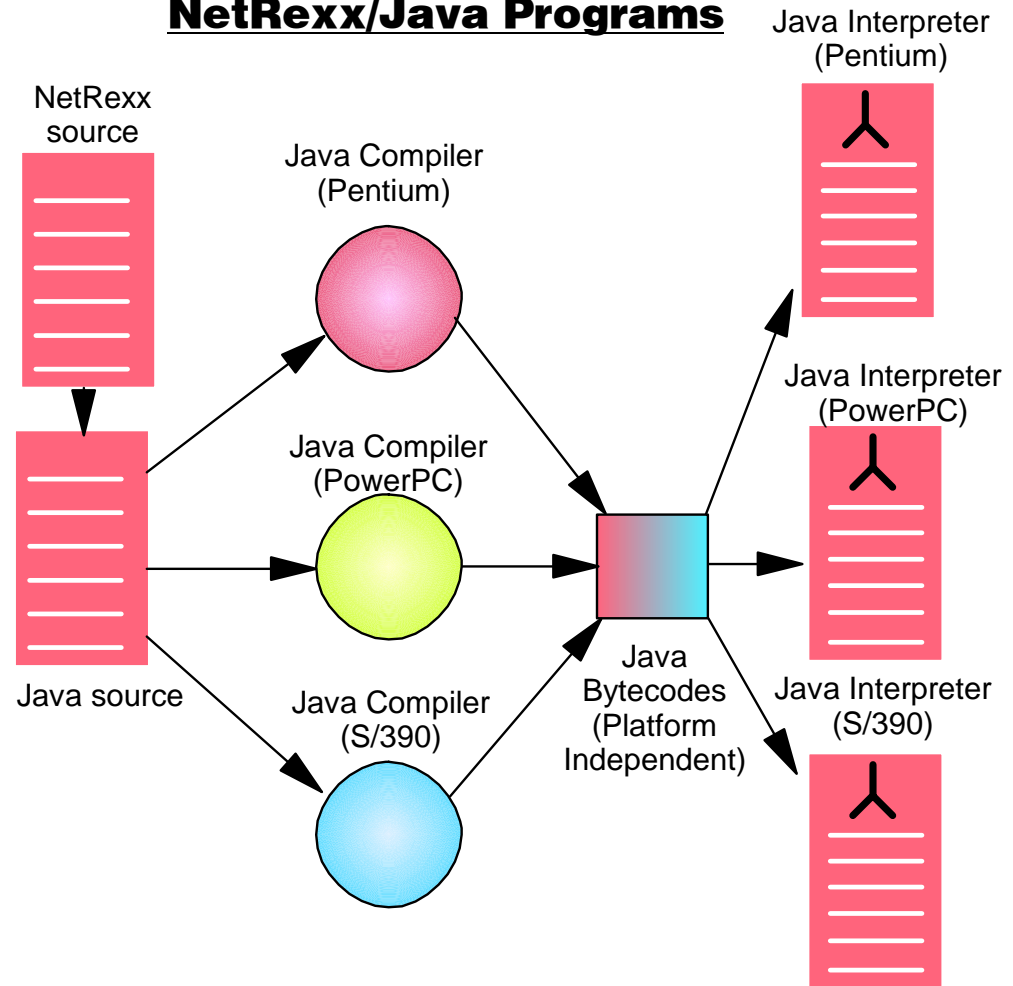 NetRexx/Java Programs
Java Interpreter
(Pentium)
NetRexx
source
Java Compiler
(Pentium)
Java Interpreter
(PowerPC)
Java Compiler
(PowerPC)
Java source
Java
Bytecodes
(Platform
Independent)
Java Interpreter
(S/390)
Java Compiler
(S/390)